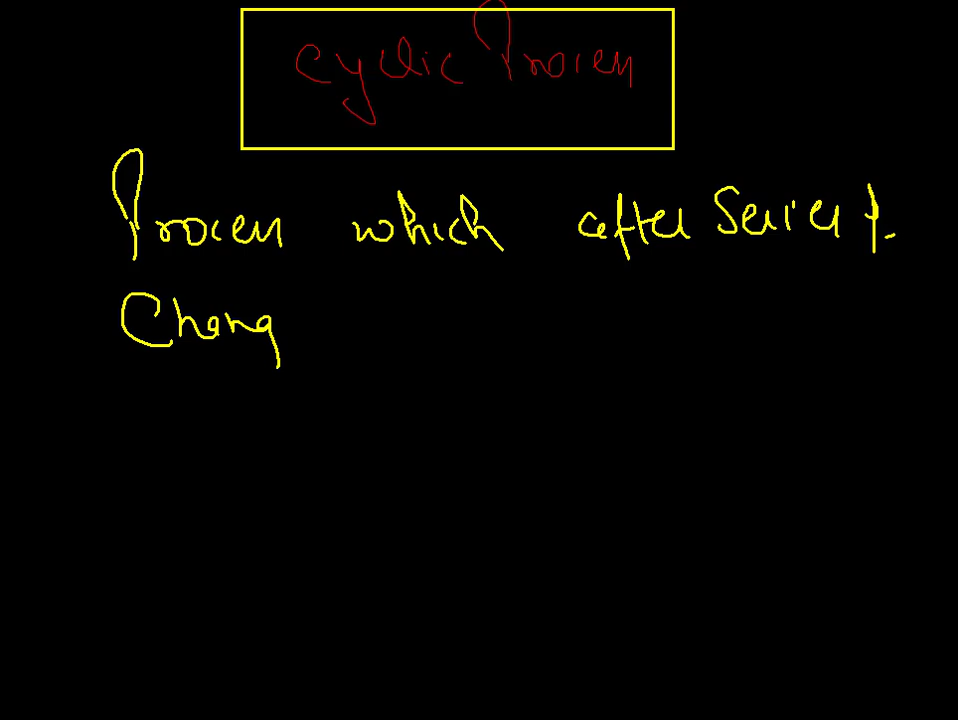 Cyclic Process
Process which after Series of
Chang